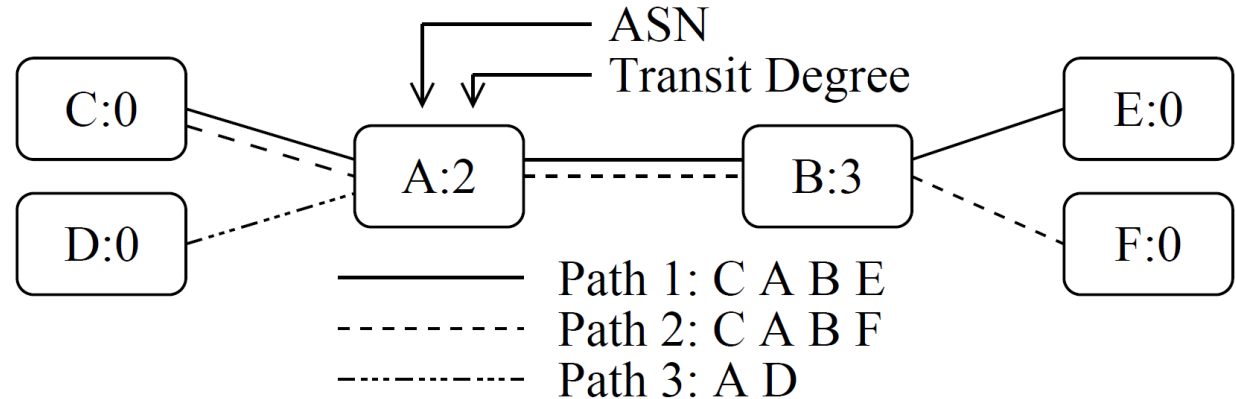 ASN
Transit Degree
C:0
E:0
A:2
B:3
D:0
F:0
Path 1: C A B E
Path 2: C A B F
Path 3: A D